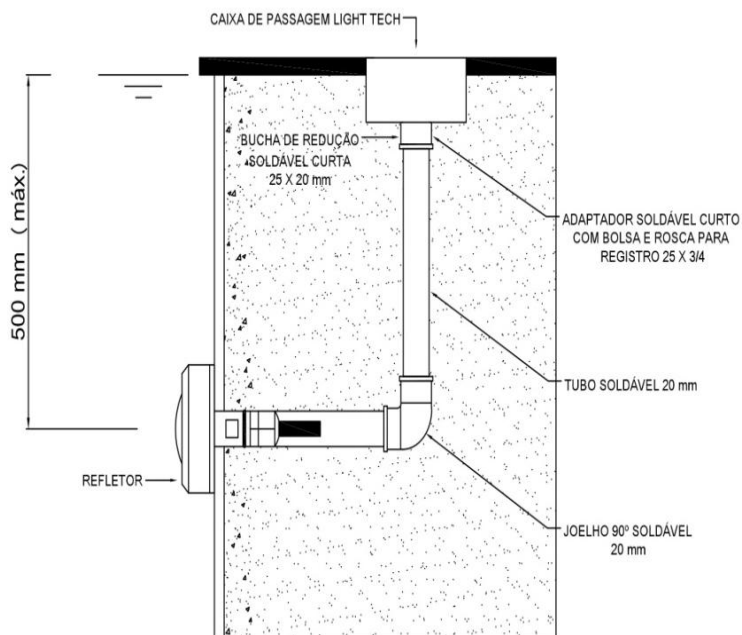 CAIXA DE PASSAGEM LIGHT TECH
BUCHA DE REDUÇÃO
SOLDÁVEL CURTA
25 X 20 mm
500 mm ( máx.)
ADAPTADOR SOLDÁVEL CURTO
COM BOLSA E ROSCA PARA
REGISTRO 25 X 3/4
TUBO SOLDÁVEL 20 mm
REFLETOR
JOELHO 90º SOLDÁVEL
20 mm